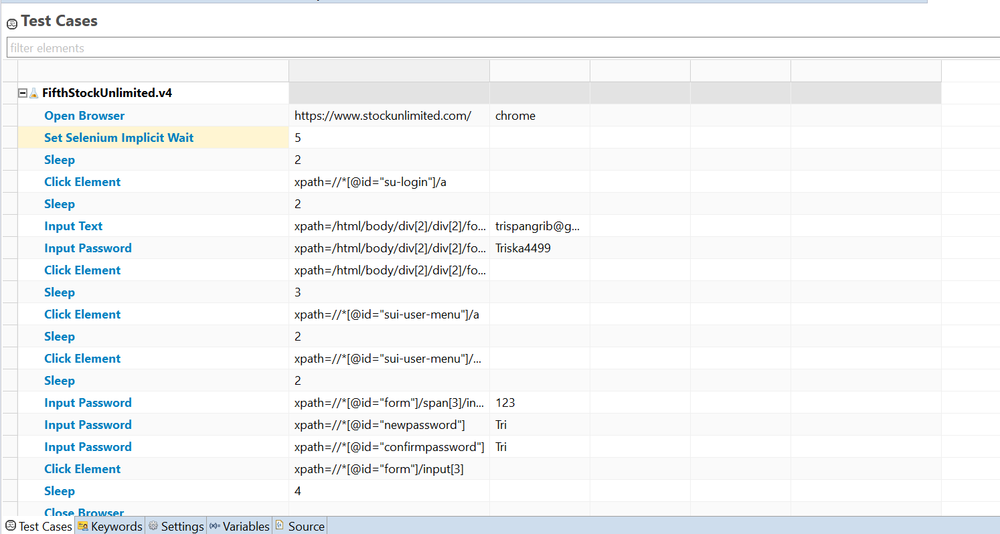 Test Cases
filter elements
FifthStockUnlimited.v4
Open Browser https://www.stockunlimited.com/ chrome
Set Selenium Implicit Wait 5
Sleep 2
Click Element xpath=//*[@id="su-login"]/a
Sleep 2
Input Text xpath=/html/body/div[2]/div[2]/fo... trispangrib@g...
Input Password xpath=/html/body/div[2]/div[2]/fo... Triska4499
Click Element xpath=/html/body/div[2]/div[2]/fo...
Sleep 3
Click Element xpath=//*[@id="sui-user-menu"]/a
Sleep 2
Click Element xpath=//*[@id="sui-user-menu"]/...
Sleep 2
Input Password xpath=//*[@id="form"]/span[3]/in... 123
Input Password xpath=//*[@id="newpassword"] Tri
Input Password xpath=//*[@id="confirmpassword"] Tri
Click Element xpath=//*[@id="form"]/input[3]
Sleep 4
Close Browser
Test Cases Keywords Settings (x)= Variables Source